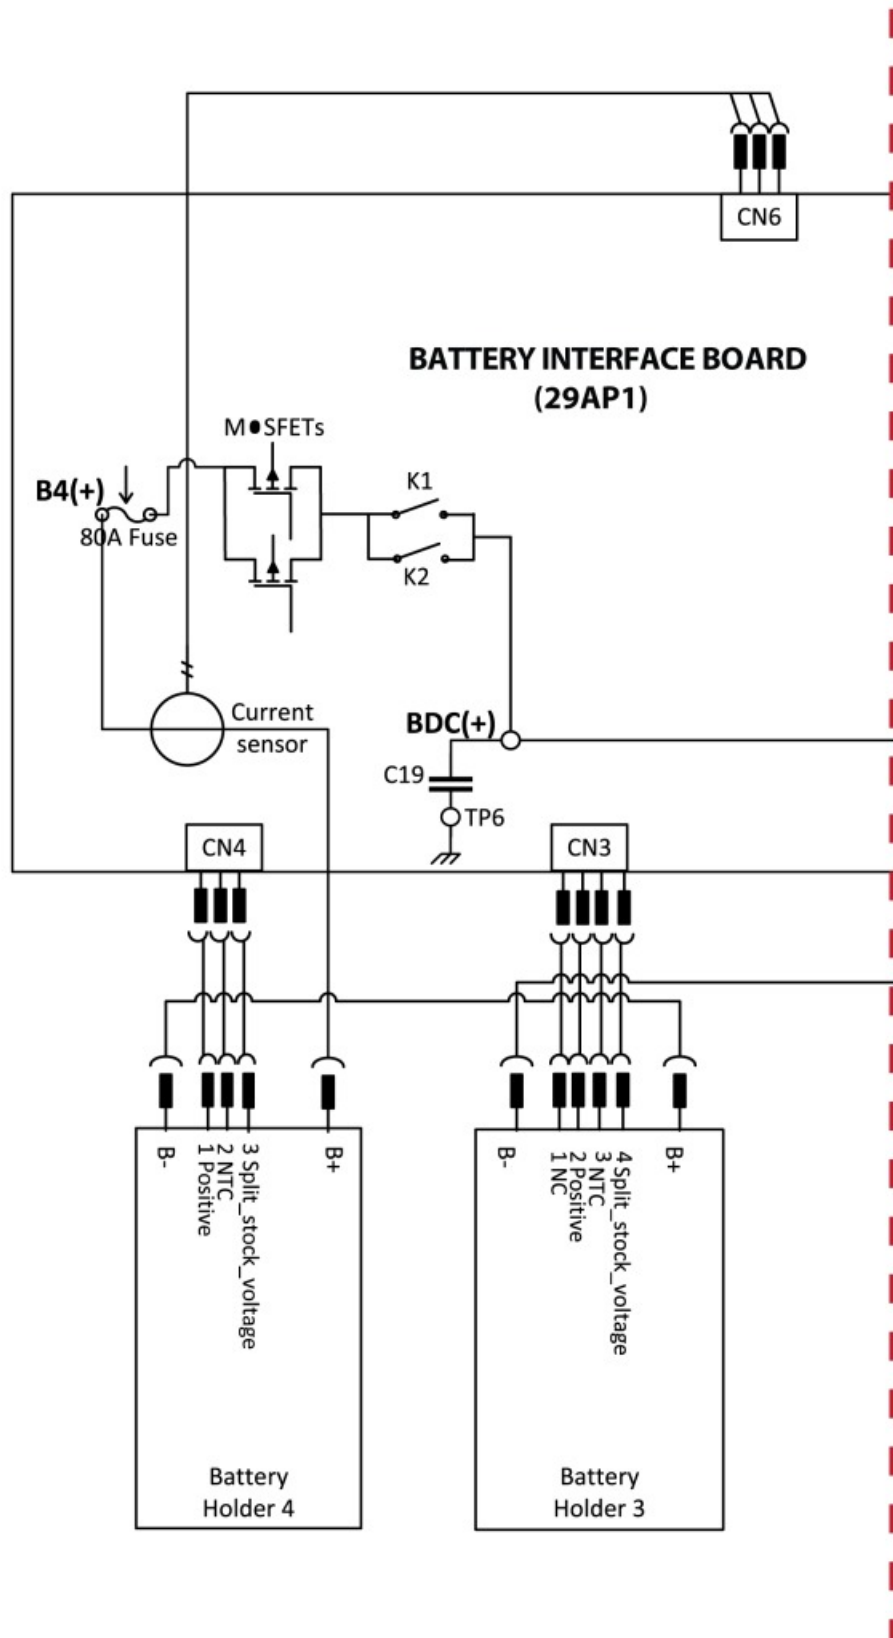 CN6
BATTERY INTERFACE BOARD
(29AP1)
M●SFETs
K1
B4(+)
80A Fuse
K2
Current
sensor
BDC(+)
C19
TP6
CN4
CN3
B-
1 Positive
2 NTC
3 Split_stock_voltage
B+
B-
1 NC
2 Positive
3 NTC
4 Split_stock_voltage
B+
Battery
Holder 4
Battery
Holder 3